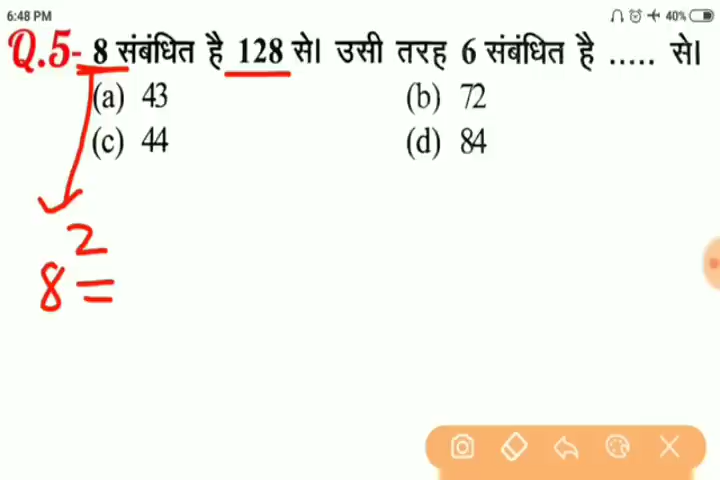 6:48 PM 40%
Q.5- 8 संबंधित है 128 से। उसी तरह 6 संबंधित है ..... से।
(a) 43 (b) 72
(c) 44 (d) 84
8² =